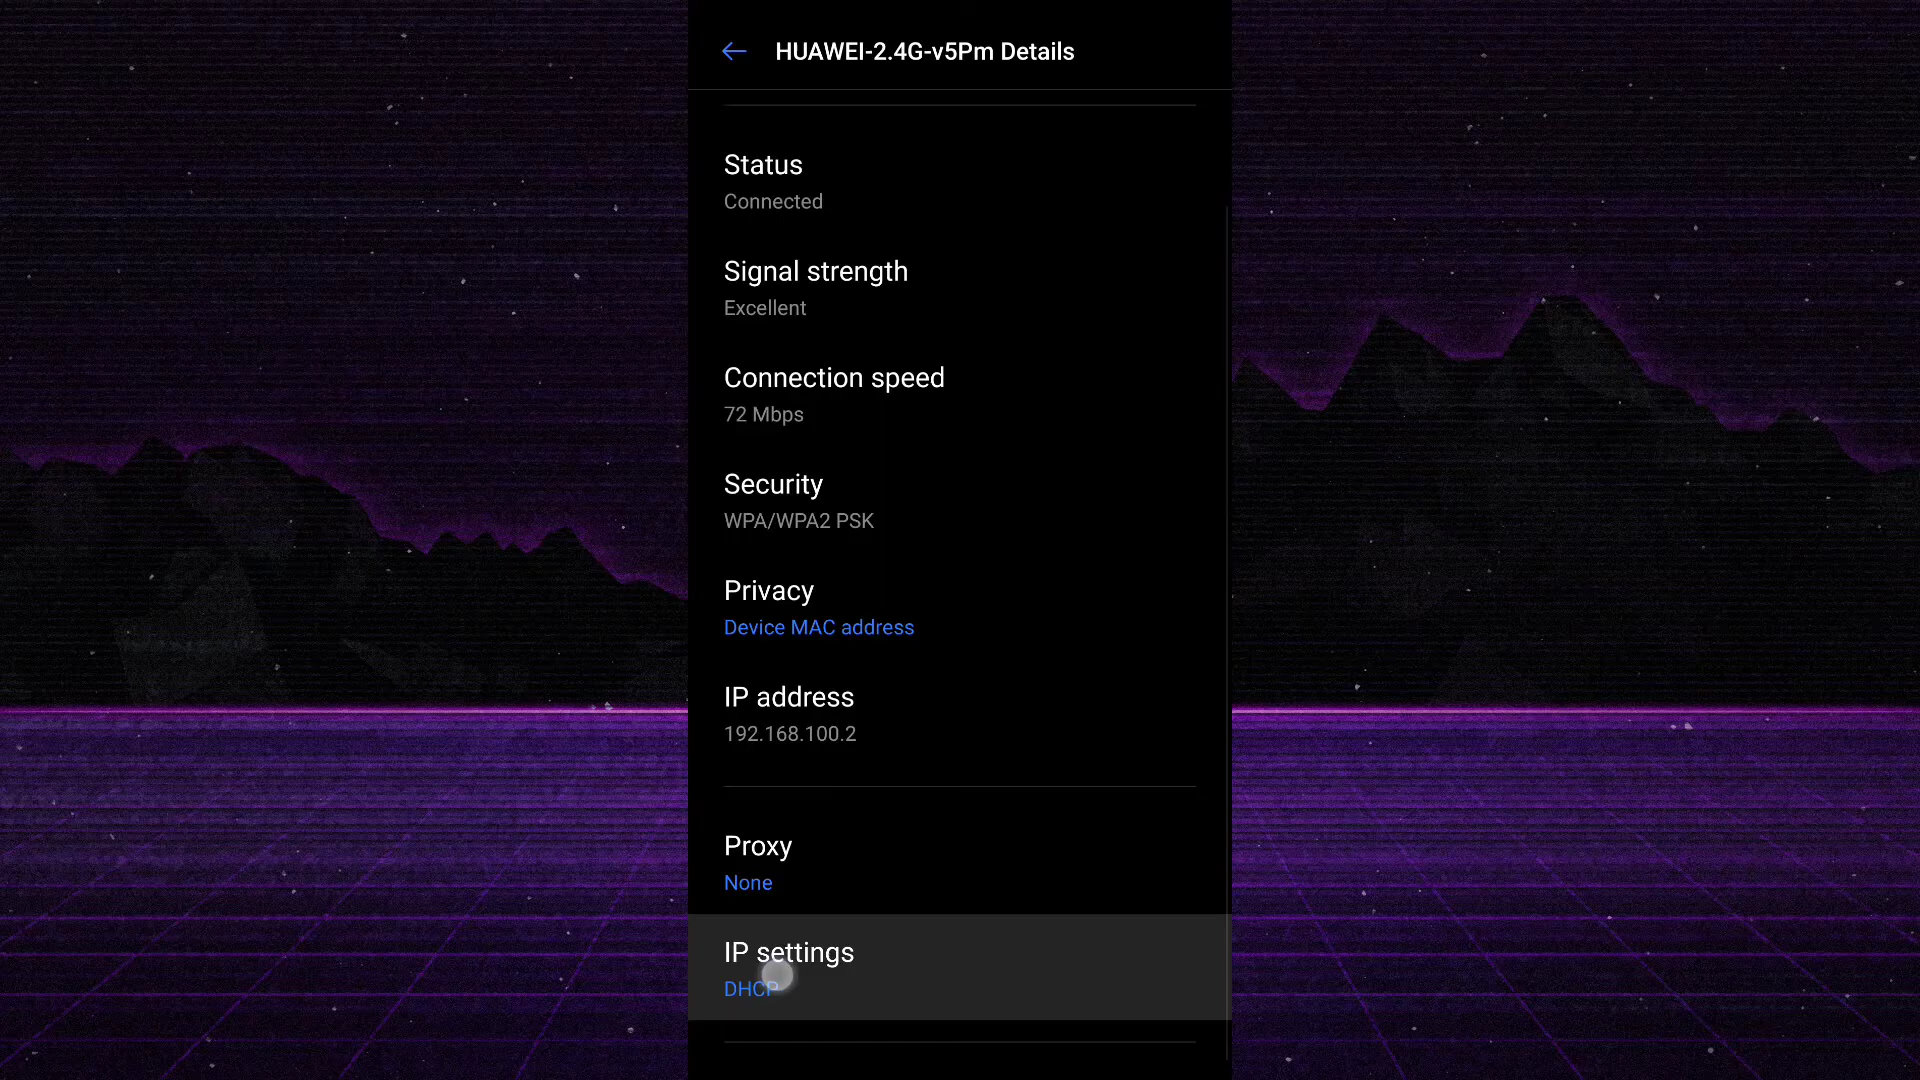 HUAWEI-2.4G-v5Pm Details
Status
Connected
Signal strength
Excellent
Connection speed
72 Mbps
Security
WPA/WPA2 PSK
Privacy
Device MAC address
IP address
192.168.100.2
Proxy
None
IP settings
DHCP